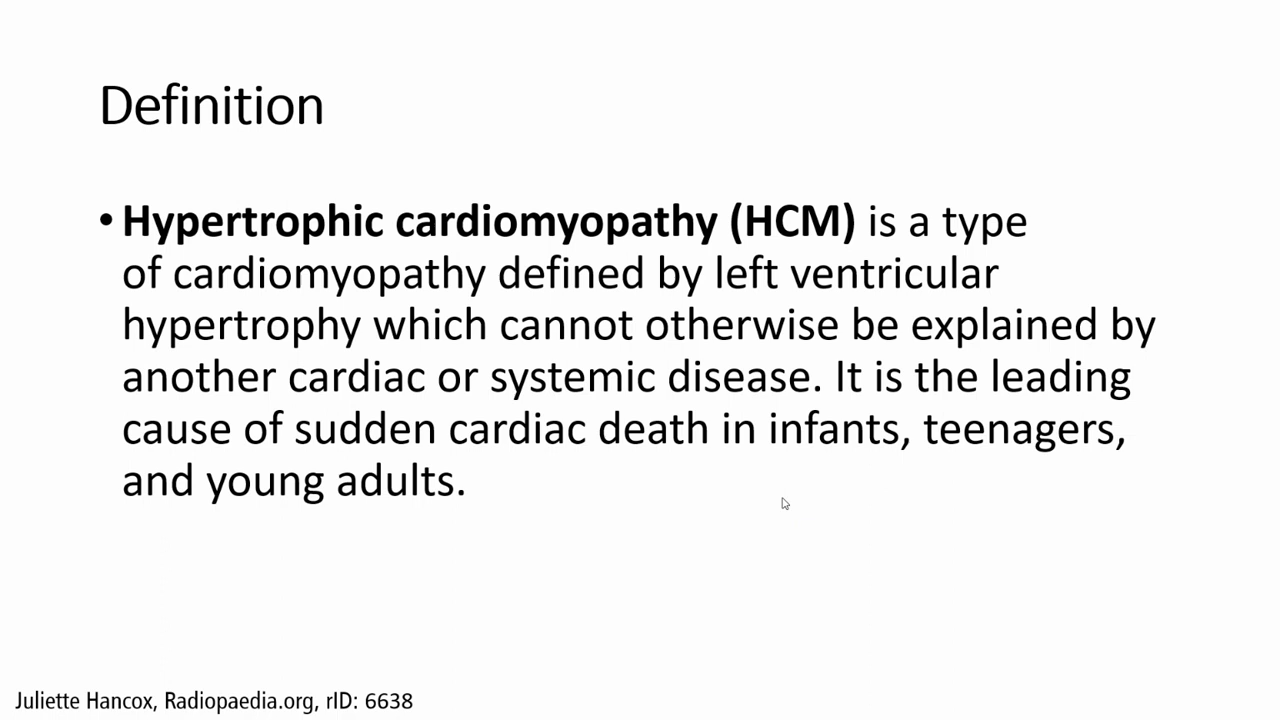 Definition
• Hypertrophic cardiomyopathy (HCM) is a type
of cardiomyopathy defined by left ventricular
hypertrophy which cannot otherwise be explained by
another cardiac or systemic disease. It is the leading
cause of sudden cardiac death in infants, teenagers,
and young adults.
Juliette Hancox, Radiopaedia.org, rID: 6638